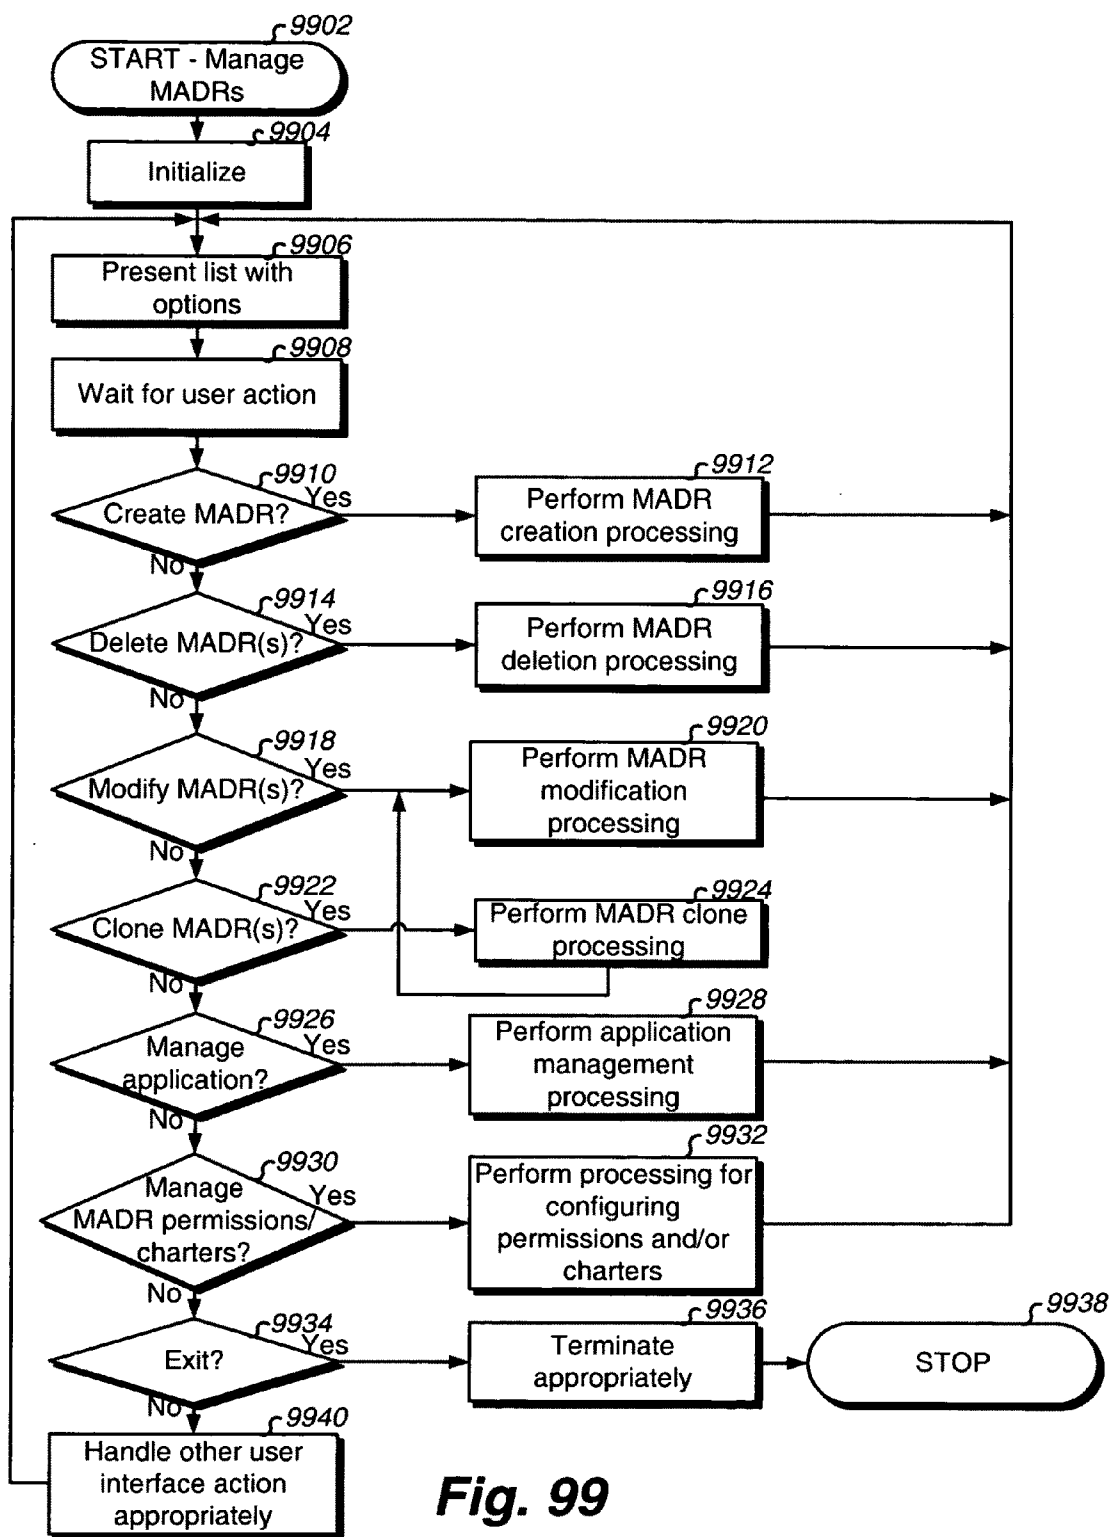 9902
START - Manage
MADRs
9904
Initialize
9906
Present list with
options
9908
Wait for user action
9910
Create MADR?
Yes
No
9912
Perform MADR
creation processing
9914
Delete MADR(s)?
Yes
No
9916
Perform MADR
deletion processing
9918
Modify MADR(s)?
Yes
No
9920
Perform MADR
modification
processing
9922
Clone MADR(s)?
Yes
No
9924
Perform MADR clone
processing
9926
Manage
application?
Yes
No
9928
Perform application
management
processing
9930
Manage
MADR permissions/
charters?
Yes
No
9932
Perform processing for
configuring
permissions and/or
charters
9934
Exit?
Yes
No
9936
Terminate
appropriately
9938
STOP
9940
Handle other user
interface action
appropriately
Fig. 99